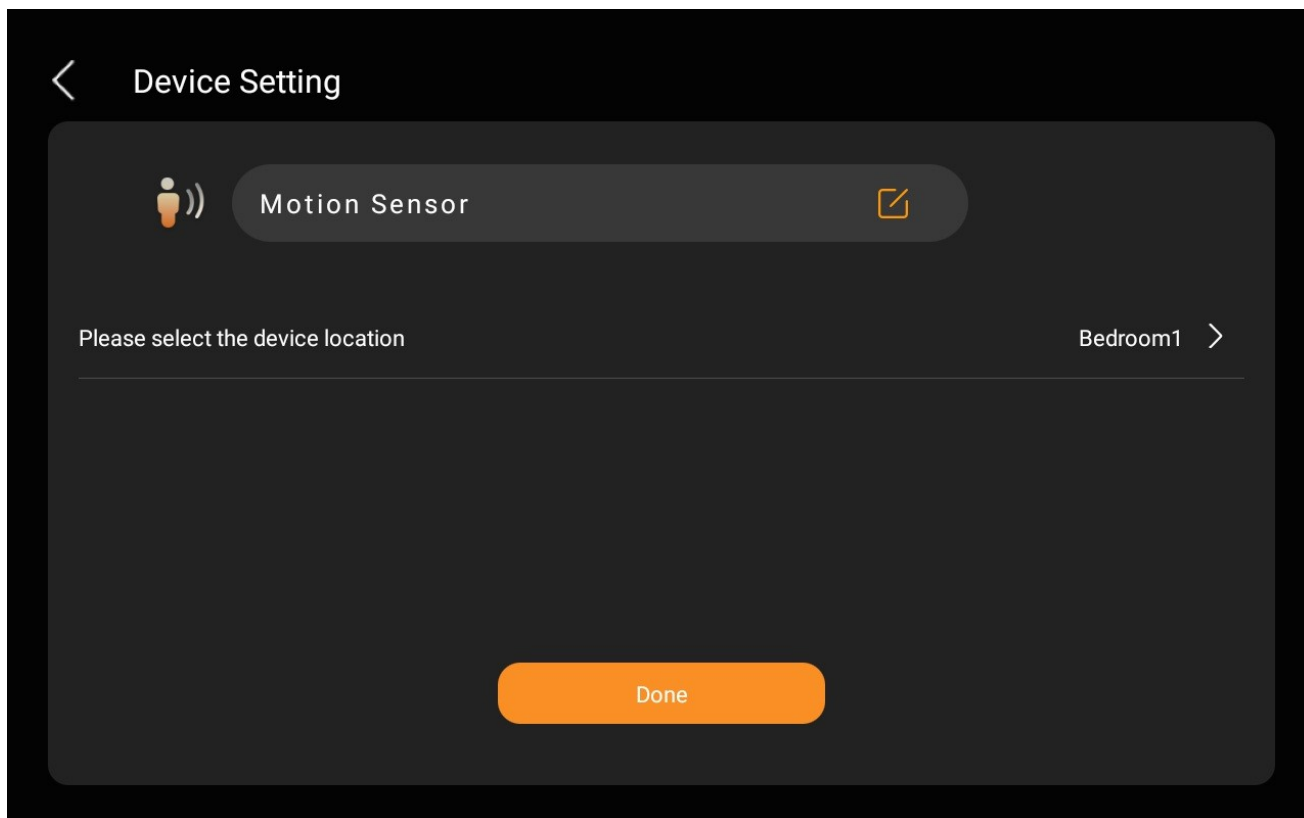 Device Setting
Motion Sensor
Please select the device location Bedroom1
Done